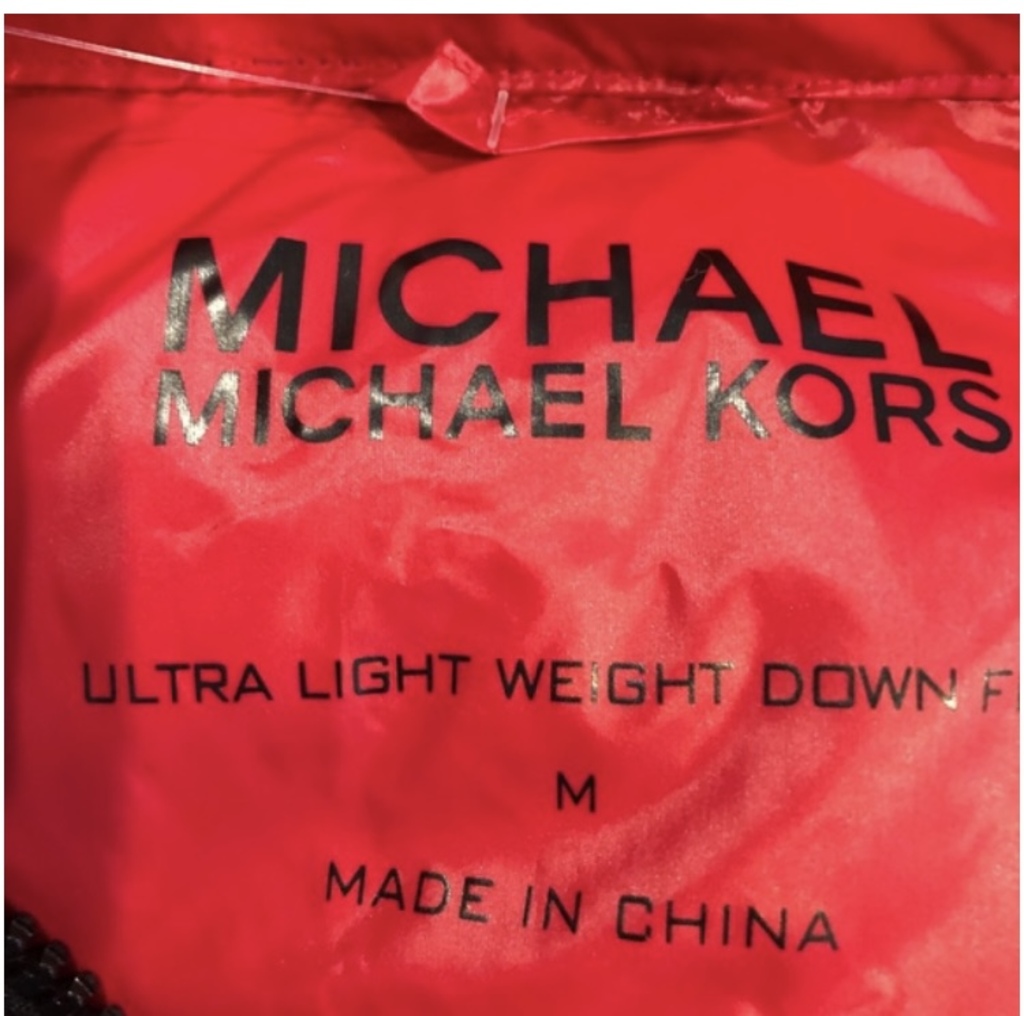 MICHAEL
MICHAEL KORS
ULTRA LIGHT WEIGHT DOWN
M
MADE IN CHINA